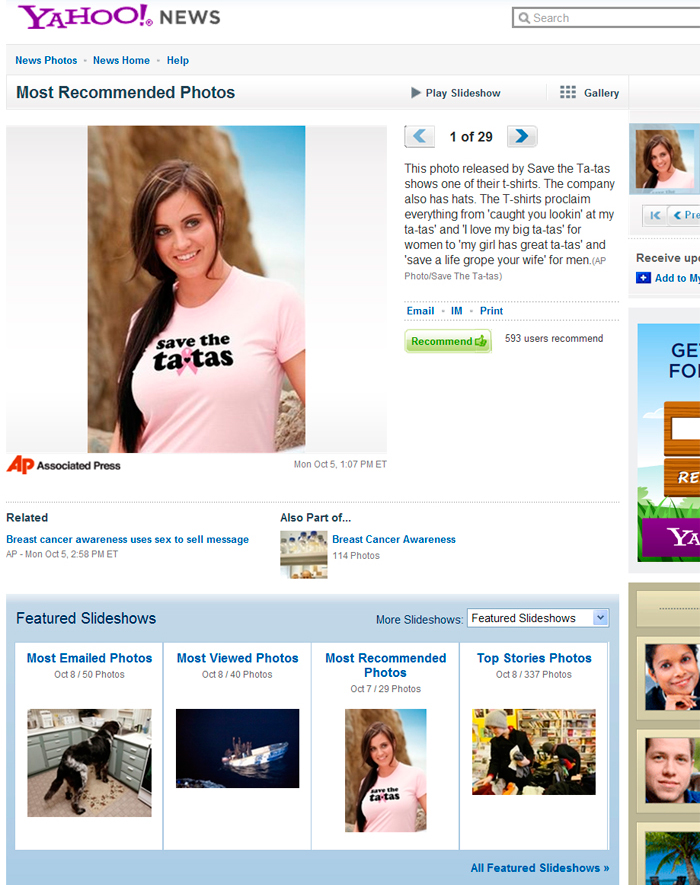 YAHOO!® NEWS
Search
News Photos • News Home • Help
Most Recommended Photos
Play Slideshow
Gallery
1 of 29
This photo released by Save the Ta-tas
shows one of their t-shirts. The company
also has hats. The T-shirts proclaim
everything from 'caught you lookin' at my
ta-tas' and 'I love my big ta-tas' for
women to 'my girl has great ta-tas' and
'save a life grope your wife' for men.(AP
Photo/Save The Ta-tas)
save the
ta-tas
Email • IM • Print
Recommend
593 users recommend
AP Associated Press
Mon Oct 5, 1:07 PM ET
Pre
Receive upd
Add to My
GE
FO
RE
YA
Related
Breast cancer awareness uses sex to sell message
AP - Mon Oct 5, 2:58 PM ET
Also Part of...
Breast Cancer Awareness
114 Photos
Featured Slideshows
More Slideshows: Featured Slideshows
Most Emailed Photos
Oct 8 / 50 Photos
Most Viewed Photos
Oct 8 / 40 Photos
Most Recommended
Photos
Oct 7 / 29 Photos
save the
ta-tas
Top Stories Photos
Oct 8 / 337 Photos
All Featured Slideshows »